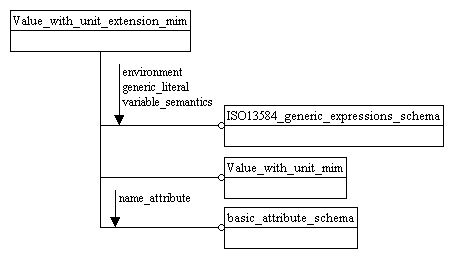 Value_with_unit_extension_mim
environment
generic_literal
variable_semantics
ISO13584_generic_expressions_schema
Value_with_unit_mim
name_attribute
basic_attribute_schema